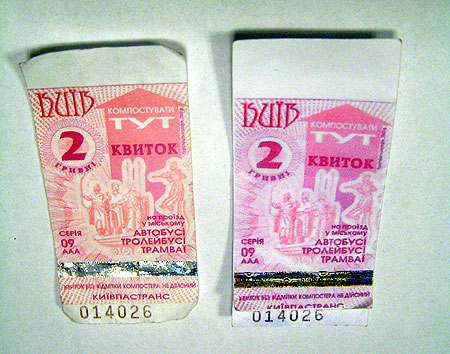 КИЇВ
КОМПОСТУВАТИ
ТУТ
2
ГРИВНІ
КВИТОК
на проїзд
у міському
СЕРІЯ
09
ААА
АВТОБУСІ
ТРОЛЕЙБУСІ
ТРАМВАЇ
КВИТОК БЕЗ ВІДМІТКИ КОМПОСТЕРА НЕ ДІЙСНИЙ
КИЇВПАСТРАНС
014026
КИЇВ
КОМПОСТУВАТИ
ТУТ
2
ГРИВНІ
КВИТОК
на проїзд
у міському
СЕРІЯ
09
ААА
АВТОБУСІ
ТРОЛЕЙБУСІ
ТРАМВАЇ
КВИТОК БЕЗ ВІДМІТКИ КОМПОСТЕРА НЕ ДІЙСНИЙ
КИЇВПАСТРАНС
014026